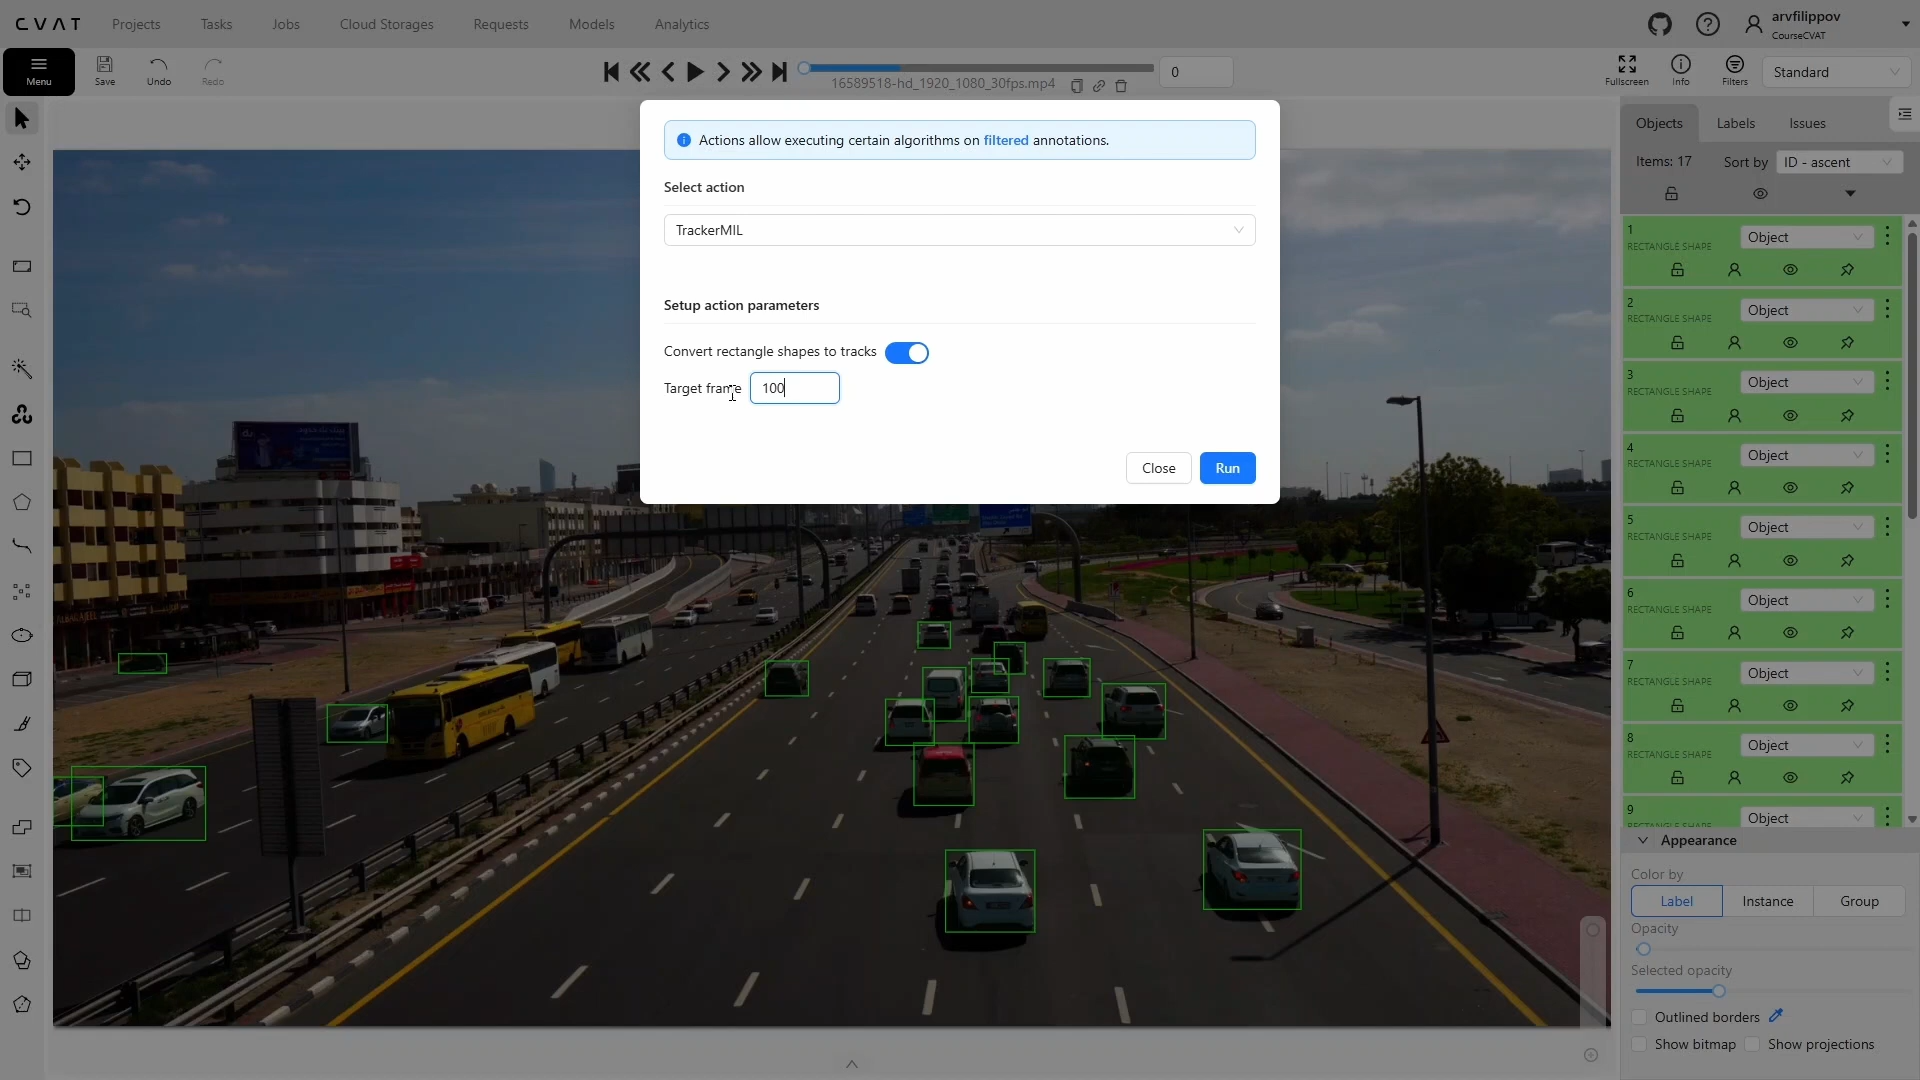 CVAT
Projects
Tasks
Jobs
Cloud Storages
Requests
Models
Analytics
arvfilippov
CourseCVAT
Menu
Save
Undo
Redo
16589518-hd_1920_1080_30fps.mp4
0
Fullscreen
Info
Filters
Standard
Actions allow executing certain algorithms on filtered annotations.
Select action
TrackerMIL
Setup action parameters
Convert rectangle shapes to tracks
Target frame 100
Close
Run
Objects
Labels
Issues
Items: 17
Sort by
ID - ascent
1
RECTANGLE SHAPE
Object
2
RECTANGLE SHAPE
Object
3
RECTANGLE SHAPE
Object
4
RECTANGLE SHAPE
Object
5
RECTANGLE SHAPE
Object
6
RECTANGLE SHAPE
Object
7
RECTANGLE SHAPE
Object
8
RECTANGLE SHAPE
Object
9
RECTANGLE SHAPE
Object
Appearance
Color by
Label
Instance
Group
Opacity
Selected opacity
Outlined borders
Show bitmap
Show projections